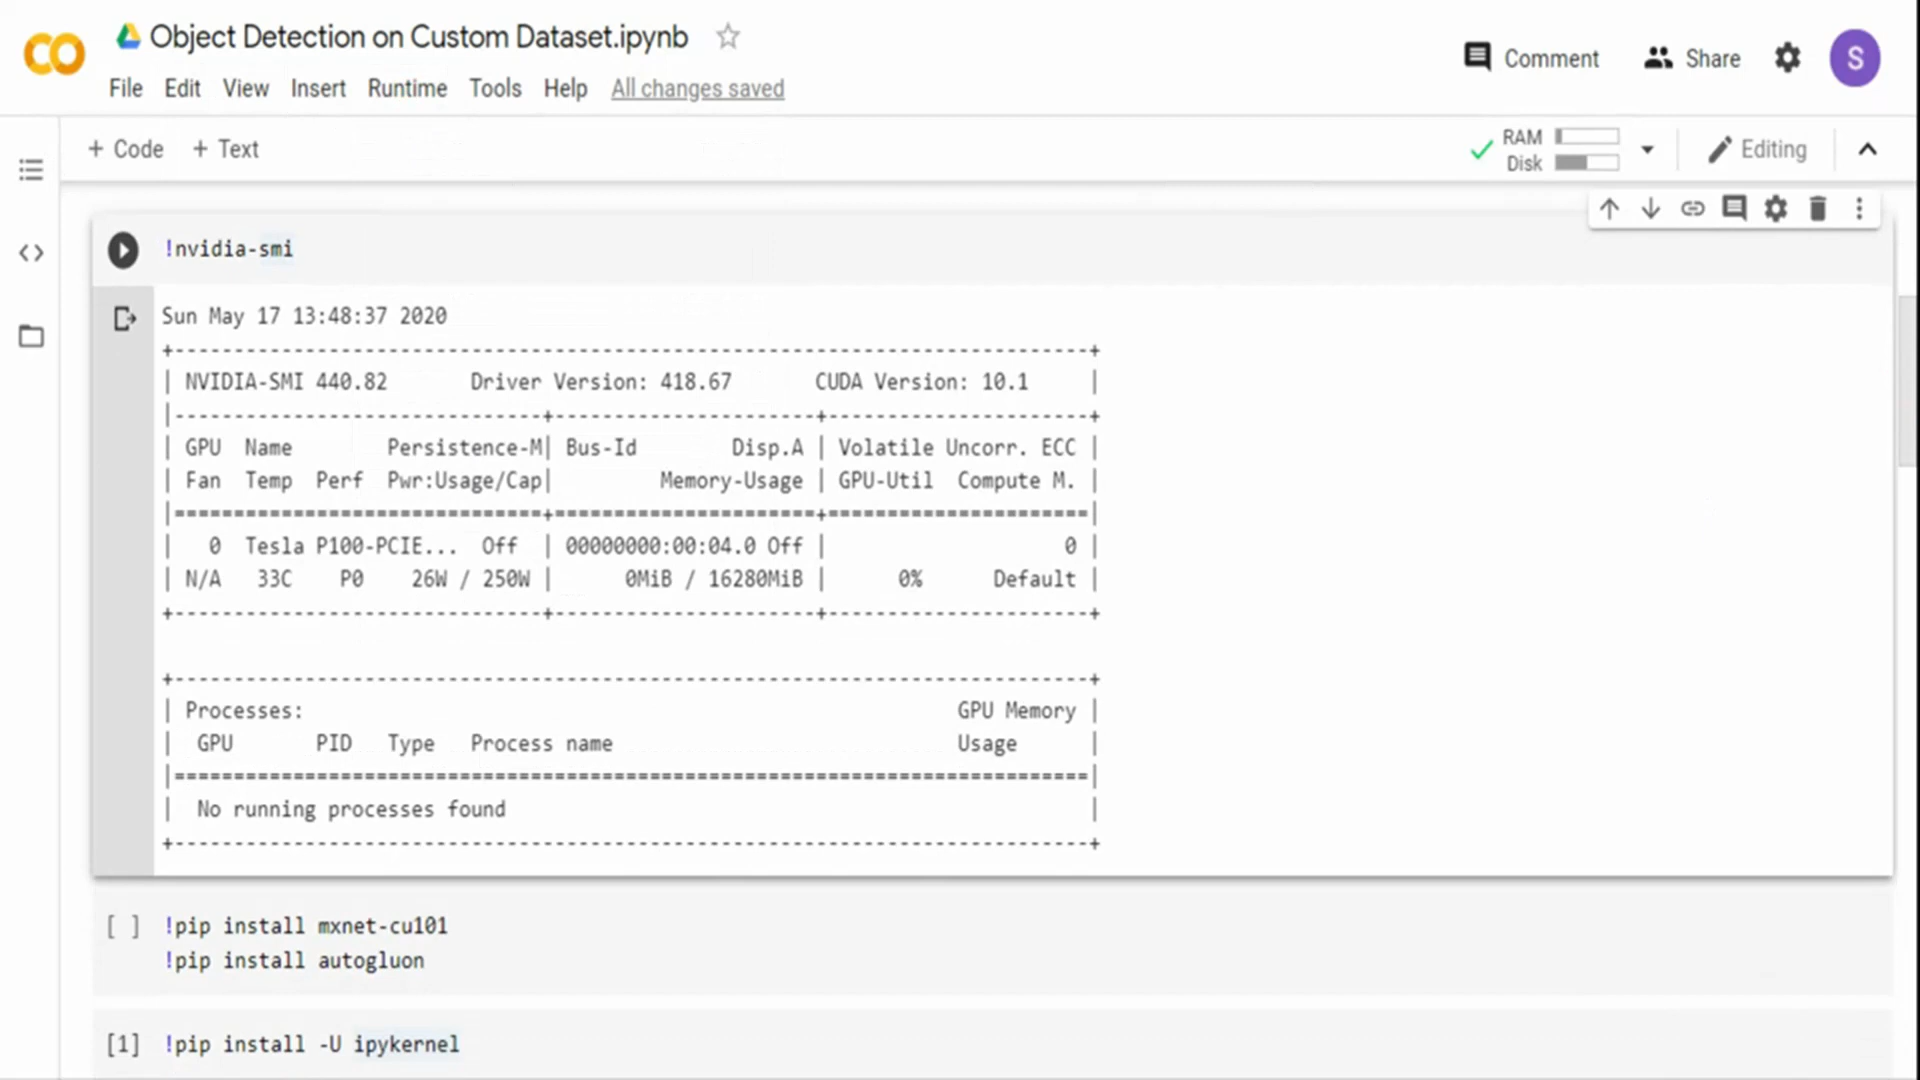 Object Detection on Custom Dataset.ipynb
Comment
Share
S
File Edit View Insert Runtime Tools Help All changes saved
+ Code + Text
RAM
Disk
Editing
!nvidia-smi
Sun May 17 13:48:37 2020
+-----------------------------------------------------------------------------+
| NVIDIA-SMI 440.82       Driver Version: 418.67       CUDA Version: 10.1     |
|-------------------------------+----------------------+----------------------+
| GPU  Name        Persistence-M| Bus-Id        Disp.A | Volatile Uncorr. ECC |
| Fan  Temp  Perf  Pwr:Usage/Cap|         Memory-Usage | GPU-Util  Compute M. |
|===============================+======================+======================|
|   0  Tesla P100-PCIE...  Off  | 00000000:00:04.0 Off |                    0 |
| N/A   33C    P0    26W / 250W |      0MiB / 16280MiB |      0%      Default |
+-------------------------------+----------------------+----------------------+
+-----------------------------------------------------------------------------+
| Processes:                                                       GPU Memory |
|  GPU       PID   Type   Process name                             Usage      |
|=============================================================================|
|  No running processes found                                                 |
+-----------------------------------------------------------------------------+
[ ] !pip install mxnet-cu101
!pip install autogluon
[1] !pip install -U ipykernel